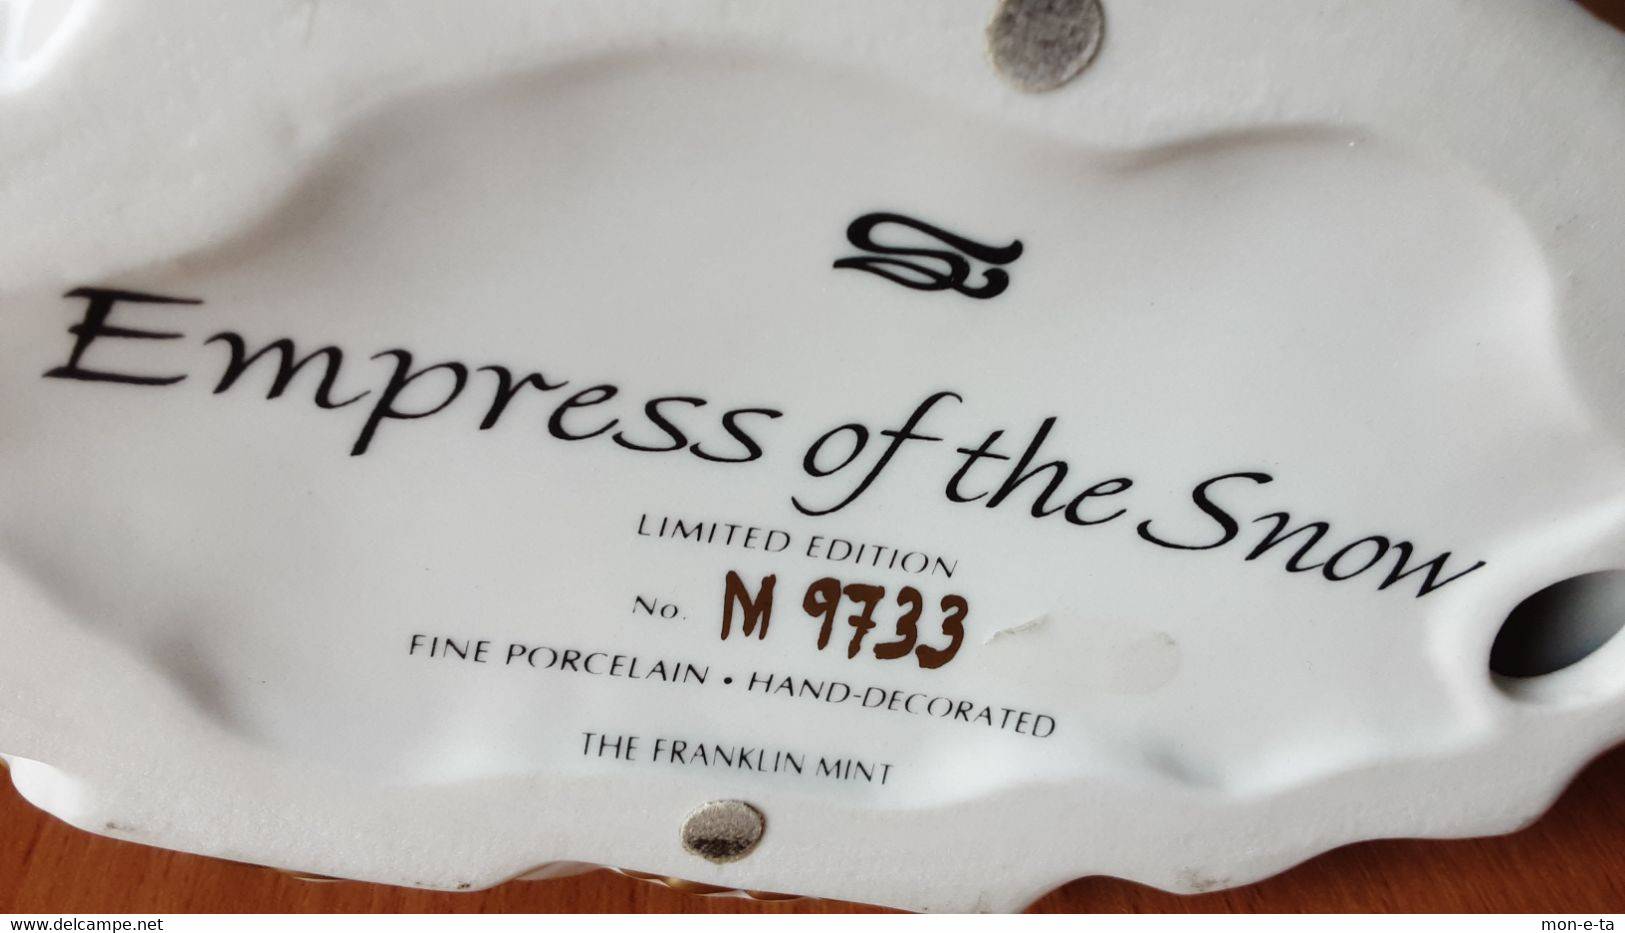 Empress of the Snow
LIMITED EDITION
No. M 9733
FINE PORCELAIN • HAND-DECORATED
THE FRANKLIN MINT
www.delcampe.net
mon-e-ta